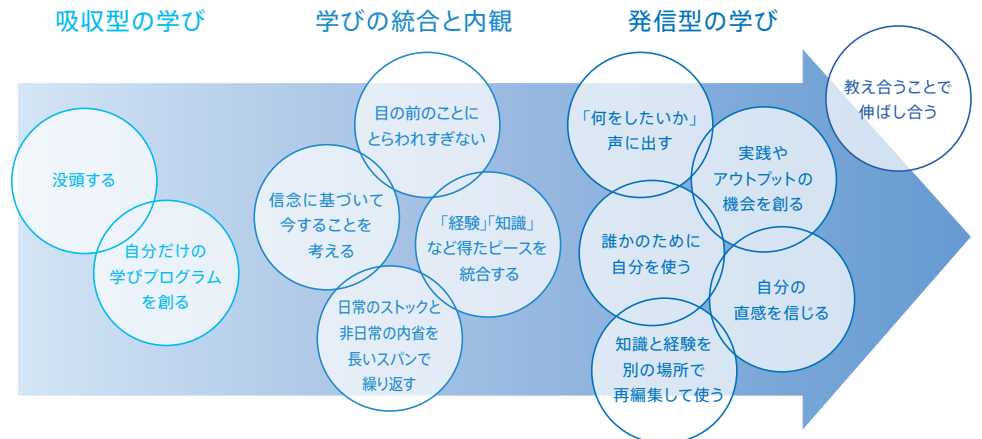 吸収型の学び
没頭する
自分だけの
学びプログラム
を創る
学びの統合と内観
目の前のことに
とらわれすぎない
信念に基づいて
今することを
考える
「経験」「知識」
など得たピースを
統合する
日常のストックと
非日常の内省を
長いスパンで
繰り返す
発信型の学び
「何をしたいか」
声に出す
実践や
アウトプットの
機会を創る
誰かのために
自分を使う
自分の
直感を信じる
知識と経験を
別の場所で
再編集して使う
教え合うことで
伸ばし合う